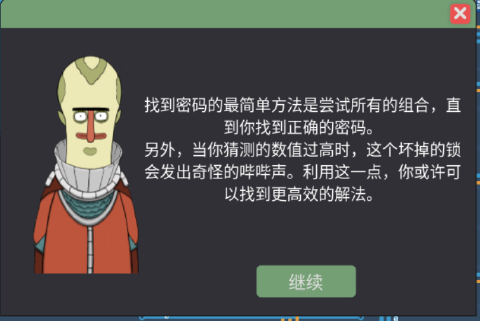 找到密码的最简单方法是尝试所有的组合，直
到你找到正确的密码。
另外，当你猜测的数值过高时，这个坏掉的锁
会发出奇怪的哔哔声。利用这一点，你或许可
以找到更高效的解法。
继续